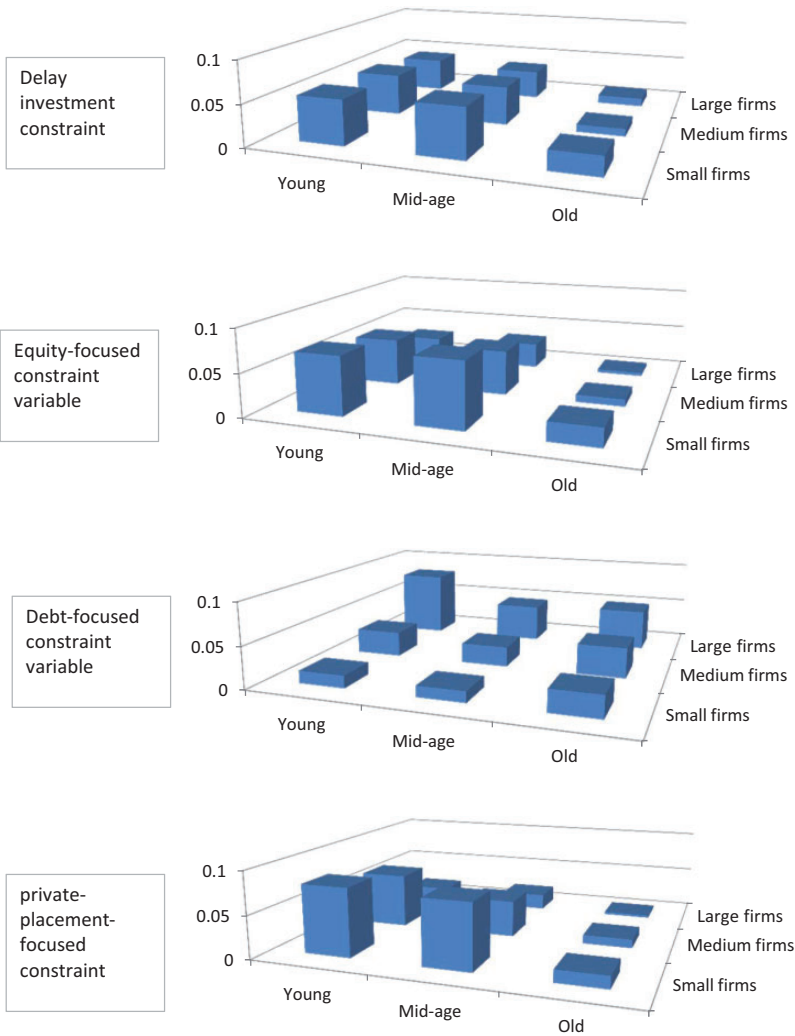 Delay
investment
constraint
0.1
0.05
0
Young
Mid-age
Old
Large firms
Medium firms
Small firms
Equity-focused
constraint
variable
0.1
0.05
0
Young
Mid-age
Old
Large firms
Medium firms
Small firms
Debt-focused
constraint
variable
0.1
0.05
0
Young
Mid-age
Old
Large firms
Medium firms
Small firms
private-
placement-
focused
constraint
0.1
0.05
0
Young
Mid-age
Old
Large firms
Medium firms
Small firms